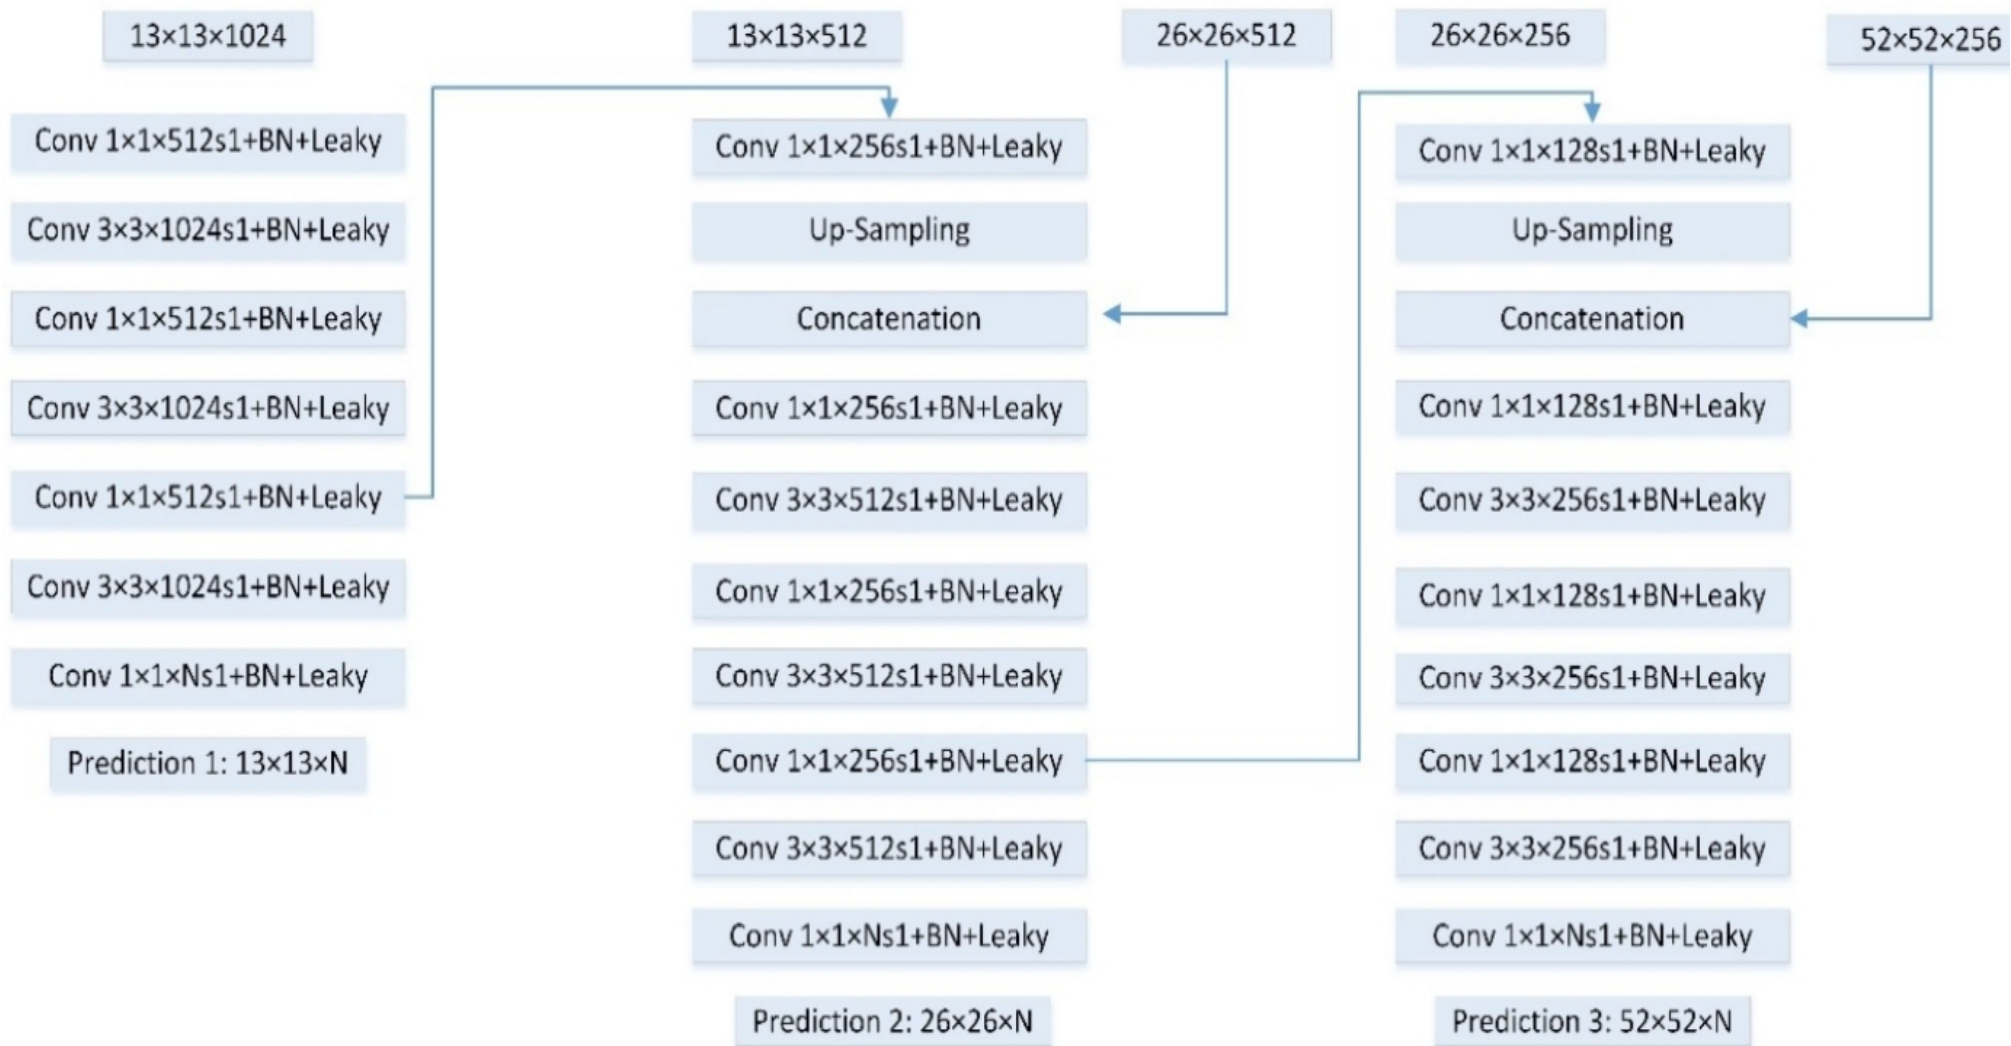 13×13×1024
Conv 1×1×512s1+BN+Leaky
Conv 3×3×1024s1+BN+Leaky
Conv 1×1×512s1+BN+Leaky
Conv 3×3×1024s1+BN+Leaky
Conv 1×1×512s1+BN+Leaky
Conv 3×3×1024s1+BN+Leaky
Conv 1×1×Ns1+BN+Leaky
Prediction 1: 13×13×N
13×13×512
26×26×512
Conv 1×1×256s1+BN+Leaky
Up-Sampling
Concatenation
Conv 1×1×256s1+BN+Leaky
Conv 3×3×512s1+BN+Leaky
Conv 1×1×256s1+BN+Leaky
Conv 3×3×512s1+BN+Leaky
Conv 1×1×256s1+BN+Leaky
Conv 3×3×512s1+BN+Leaky
Conv 1×1×Ns1+BN+Leaky
Prediction 2: 26×26×N
26×26×256
52×52×256
Conv 1×1×128s1+BN+Leaky
Up-Sampling
Concatenation
Conv 1×1×128s1+BN+Leaky
Conv 3×3×256s1+BN+Leaky
Conv 1×1×128s1+BN+Leaky
Conv 3×3×256s1+BN+Leaky
Conv 1×1×128s1+BN+Leaky
Conv 3×3×256s1+BN+Leaky
Conv 1×1×Ns1+BN+Leaky
Prediction 3: 52×52×N